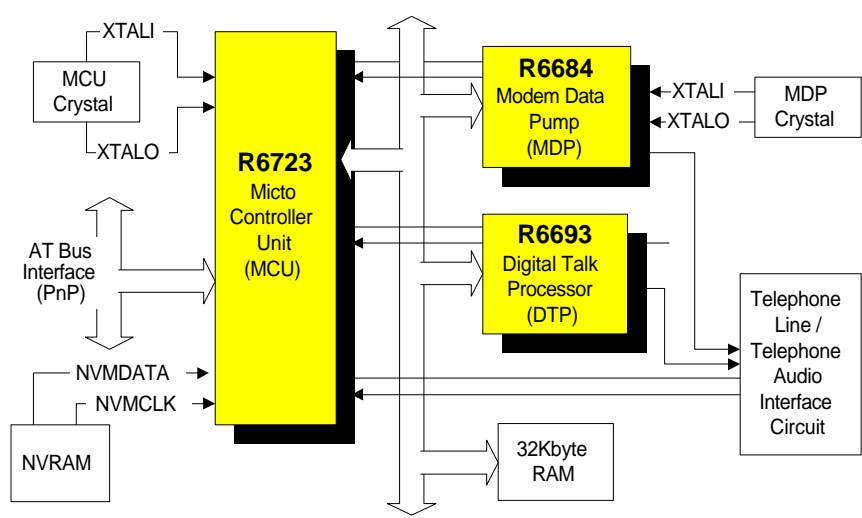 XTALI
MCU
Crystal
XTALO
R6723
Micto
Controller
Unit
(MCU)
AT Bus
Interface
(PnP)
NVMDATA
NVMCLK
NVRAM
R6684
Modem Data
Pump
(MDP)
XTALI
XTALO
MDP
Crystal
R6693
Digital Talk
Processor
(DTP)
Telephone
Line /
Telephone
Audio
Interface
Circuit
32Kbyte
RAM